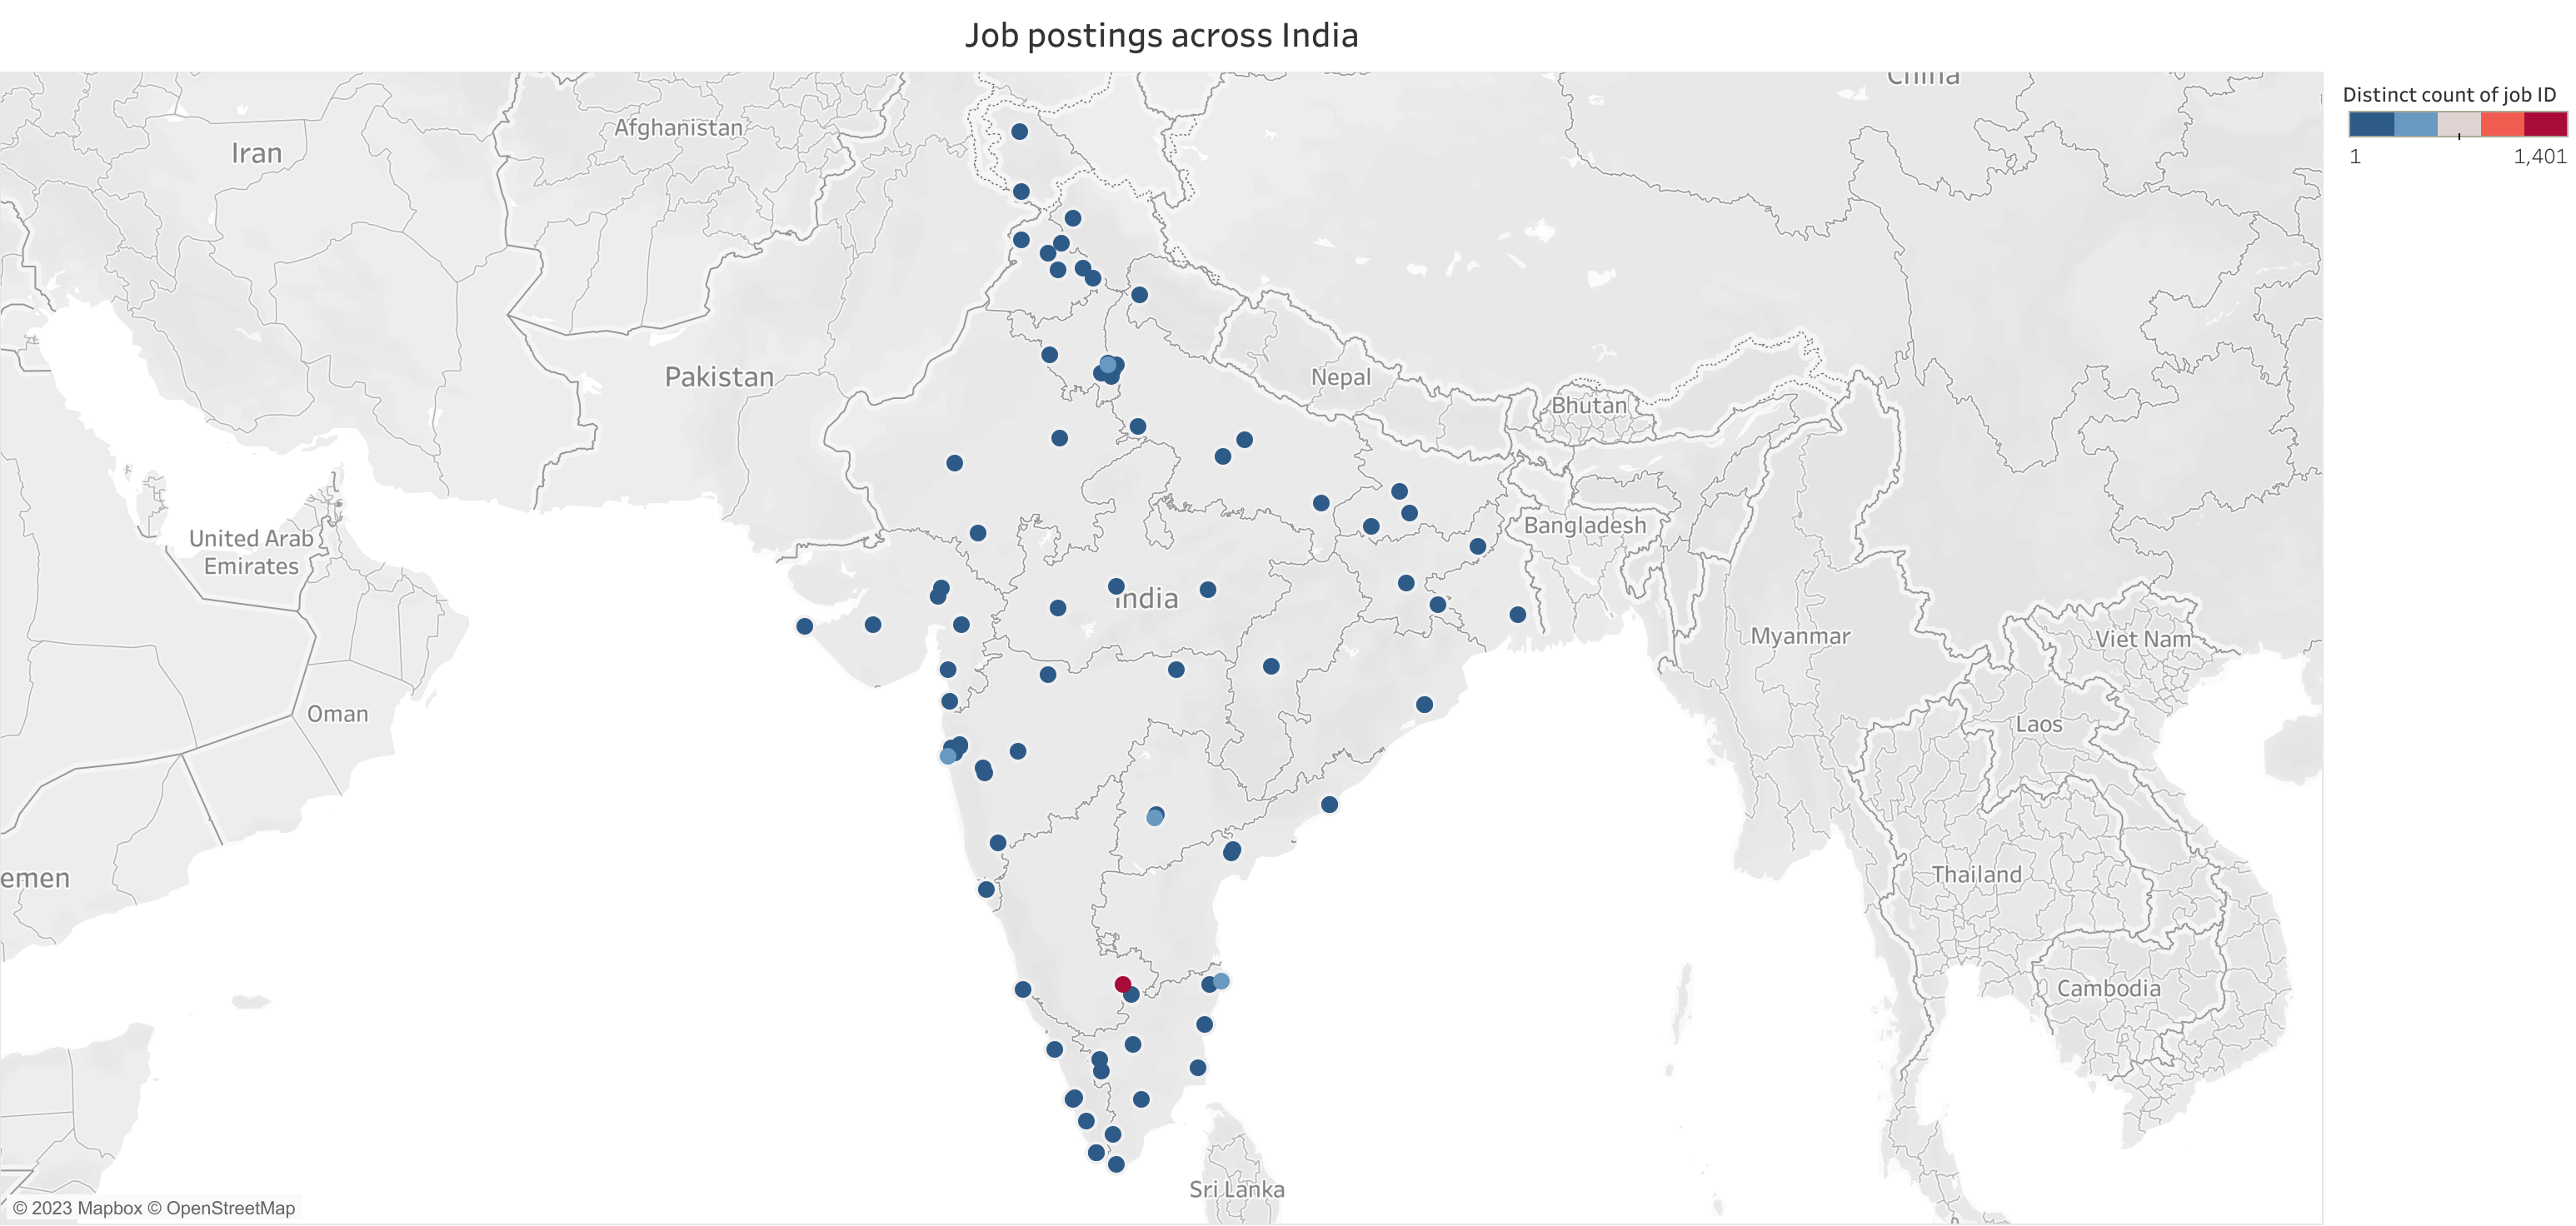 Job postings across India
China
Distinct count of job ID
1
1,401
Afghanistan
Iran
Pakistan
Nepal
Bhutan
Bangladesh
United Arab
Emirates
India
Myanmar
Viet Nam
Oman
Laos
emen
Thailand
Cambodia
Sri Lanka
© 2023 Mapbox © OpenStreetMap